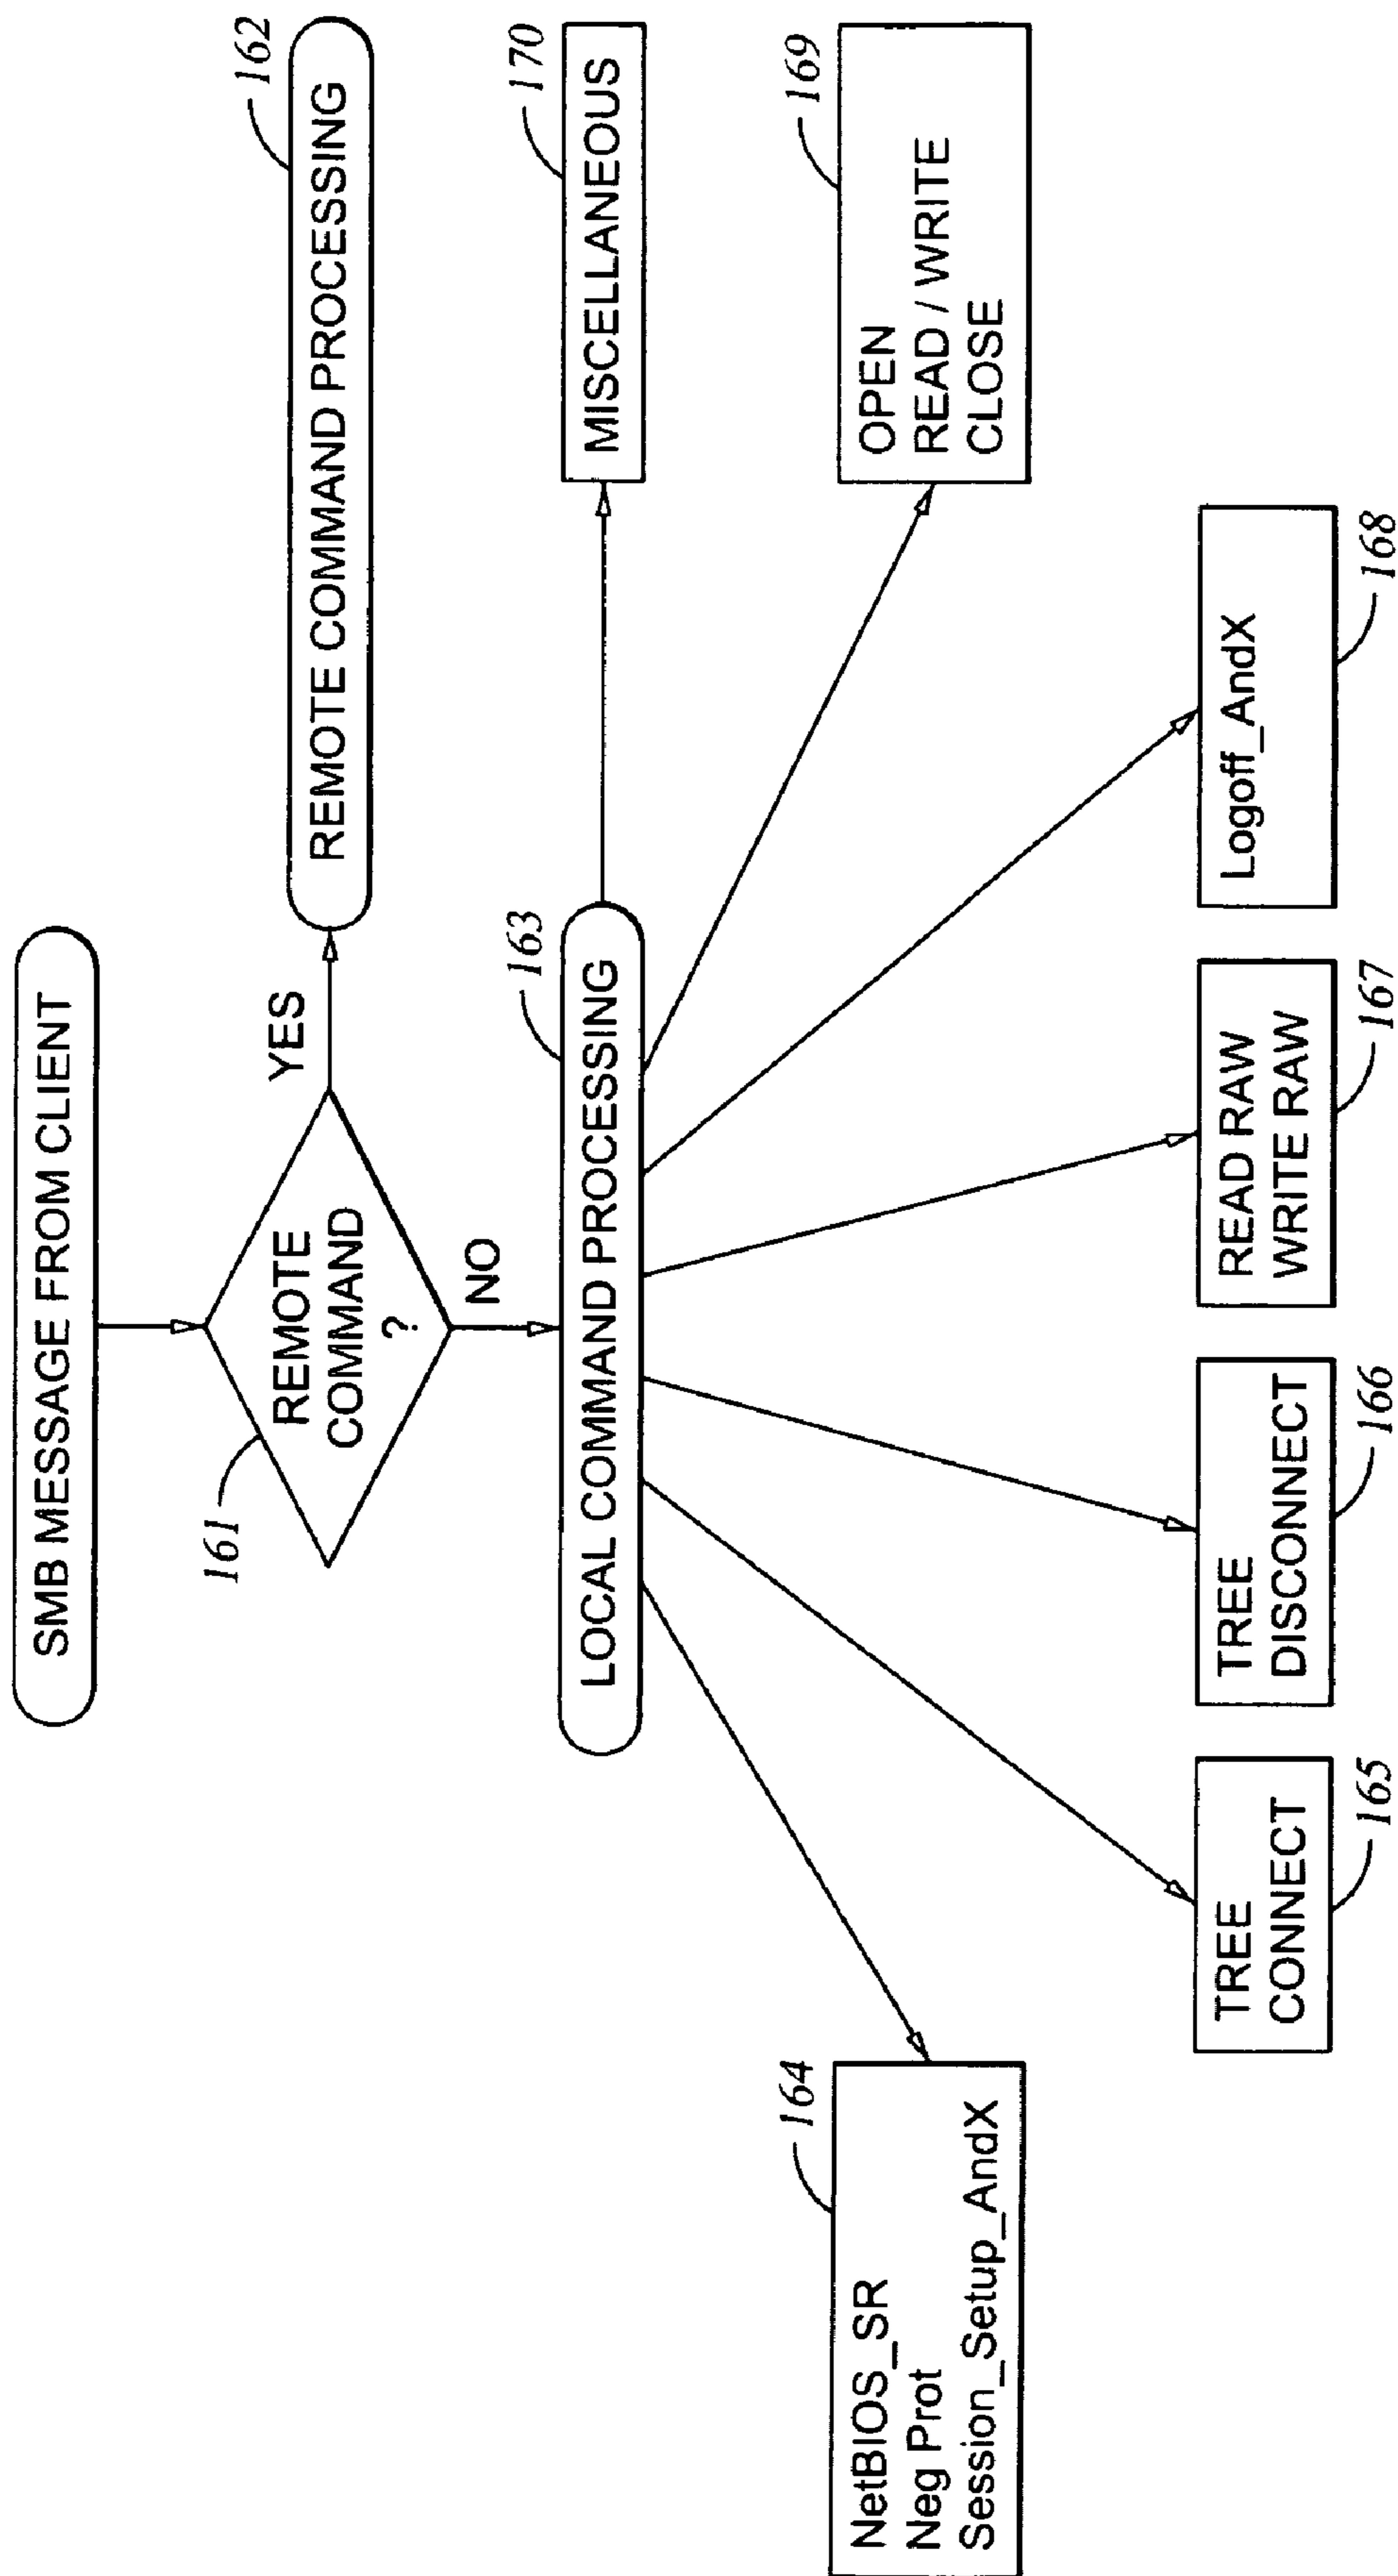 SMB MESSAGE FROM CLIENT
161
REMOTE
COMMAND
?
YES
NO
REMOTE COMMAND PROCESSING
162
LOCAL COMMAND PROCESSING
163
NetBIOS_SR
Neg Prot
Session_Setup_AndX
164
TREE
CONNECT
165
TREE
DISCONNECT
166
READ RAW
WRITE RAW
167
Logoff_AndX
168
OPEN
READ / WRITE
CLOSE
169
MISCELLANEOUS
170